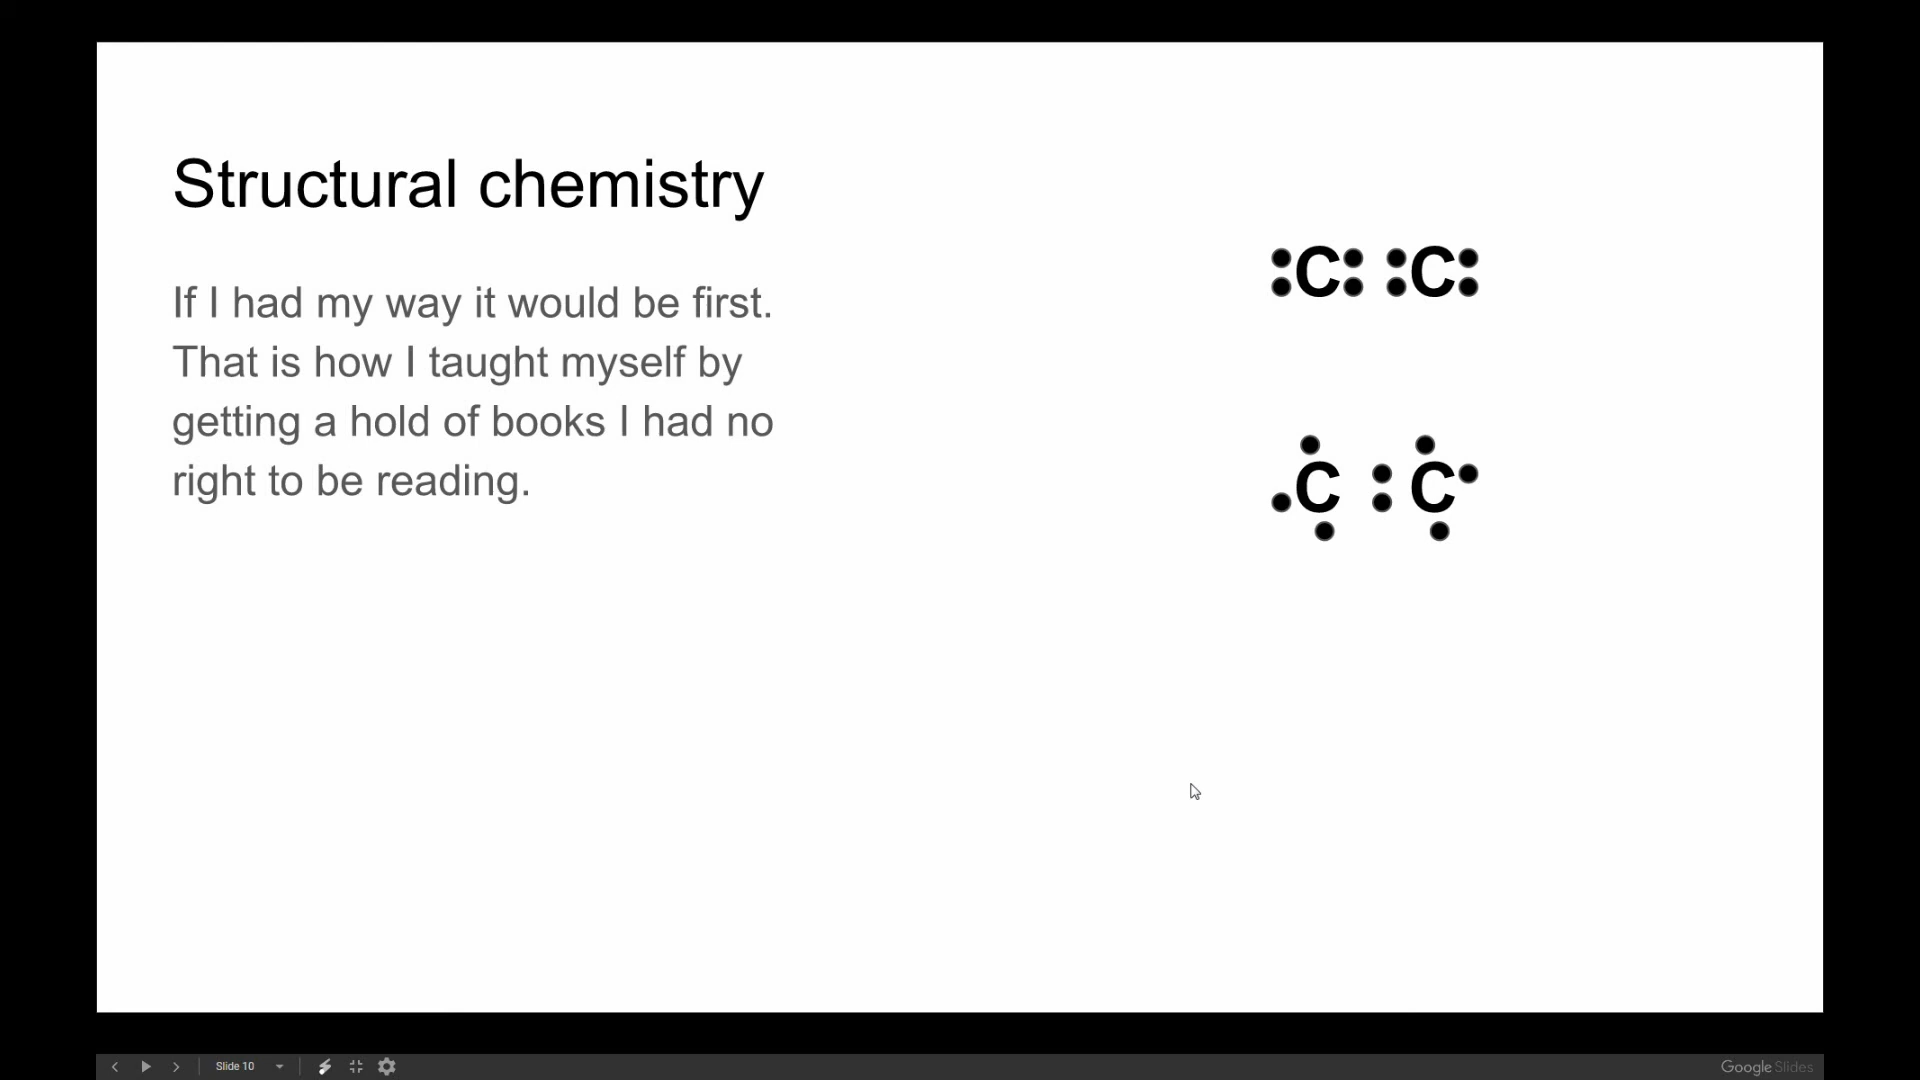 Structural chemistry
If I had my way it would be first.
That is how I taught myself by
getting a hold of books I had no
right to be reading.
C C
C C
Slide 10
Google Slides